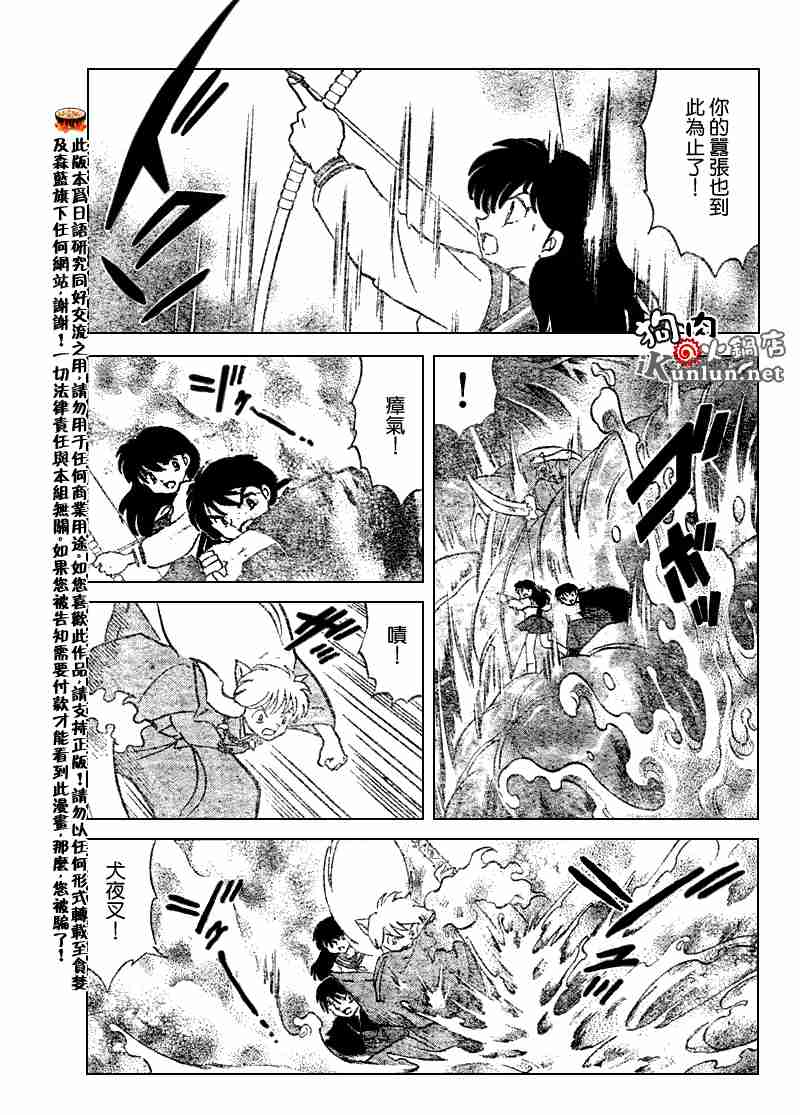 你的囂張也到
此為止了！
狗肉
火鍋店
iKunlun.net
！
ゴボッ
瘴氣！
嘖！
犬夜叉！
此版本爲日語研究同好交流之用，請勿用于任何商業用途。如您喜歡此作品，請支持正版！請勿以任何形式轉載至貪婪
及森藍旗下任何網站，謝謝！一切法律責任與本組無關。如果您被告知需要付款才能看到此漫畫，那麼，您被騙了！